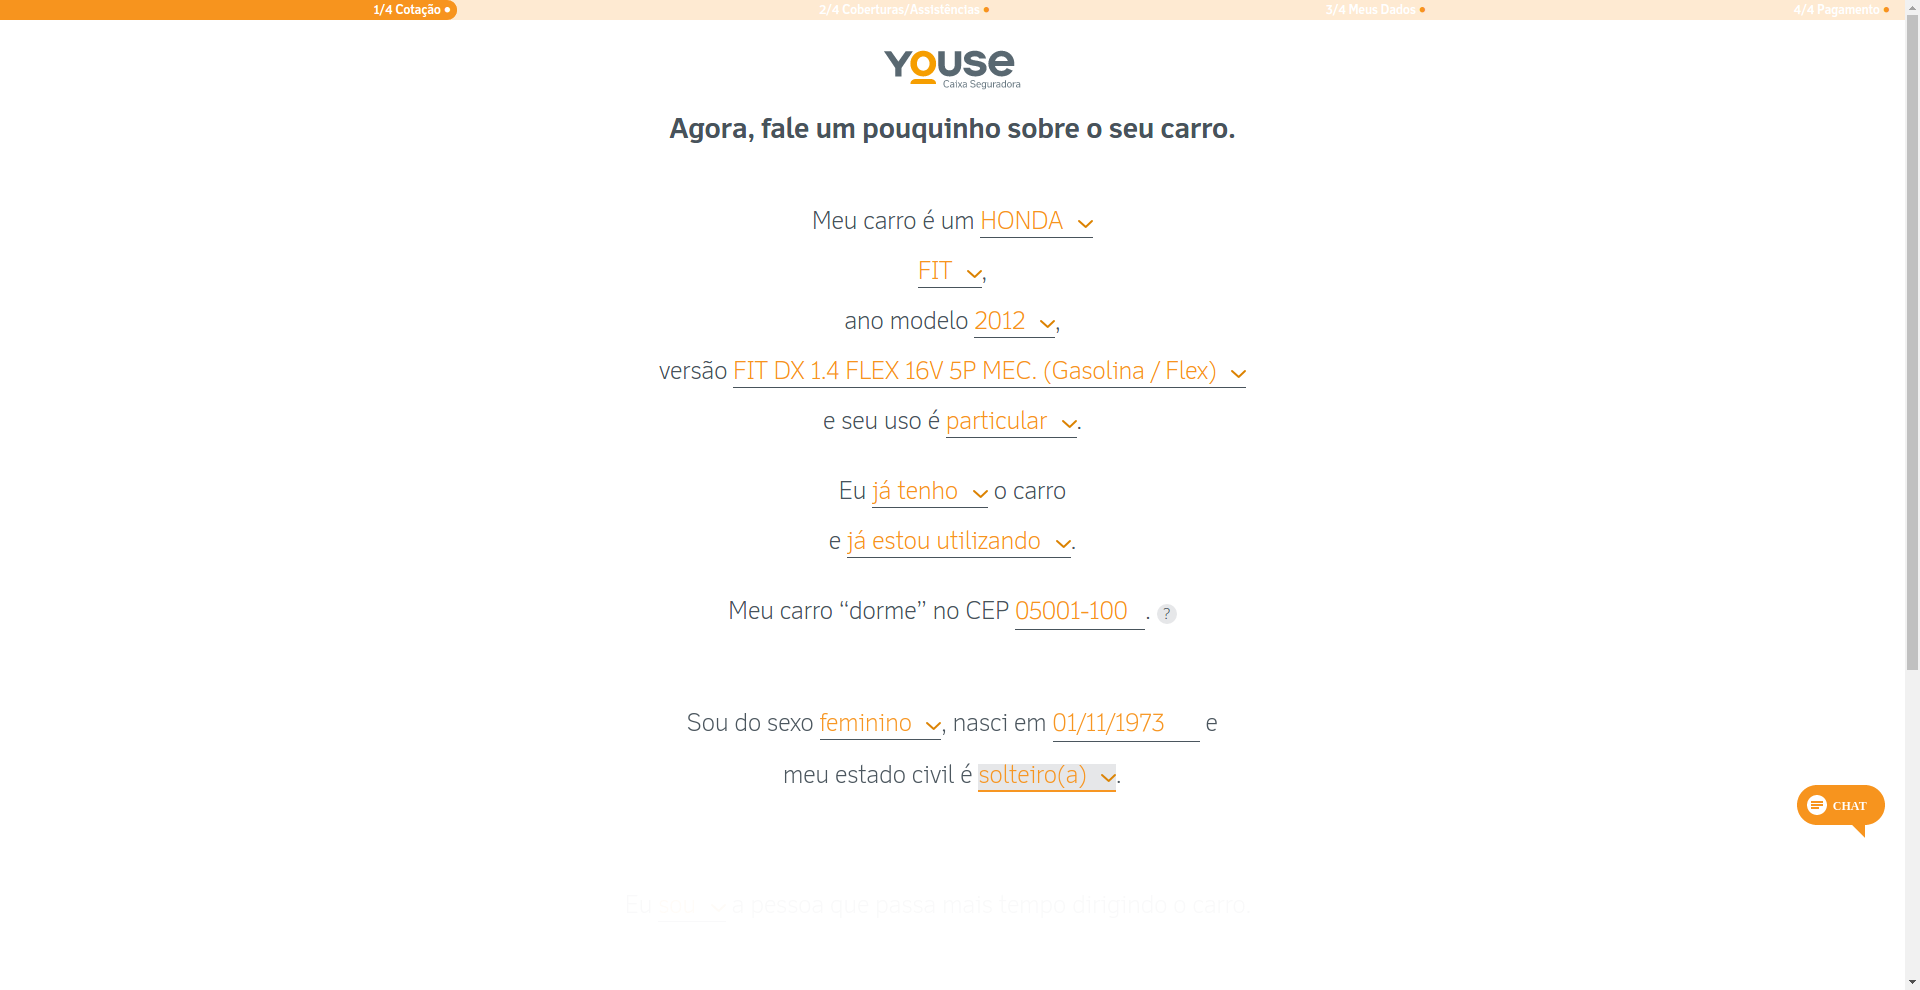 1/4 Cotação
2/4 Coberturas/Assistências
3/4 Meus Dados
4/4 Pagamento
Youse
Caixa Seguradora
Agora, fale um pouquinho sobre o seu carro.
Meu carro é um HONDA
FIT ,
ano modelo 2012 ,
versão FIT DX 1.4 FLEX 16V 5P MEC. (Gasolina / Flex)
e seu uso é particular .
Eu já tenho o carro
e já estou utilizando .
Meu carro “dorme” no CEP 05001-100 . ?
Sou do sexo feminino , nasci em 01/11/1973 e
meu estado civil é solteiro(a) .
CHAT
Eu a pessoa que passa mais tempo dirigindo o carro